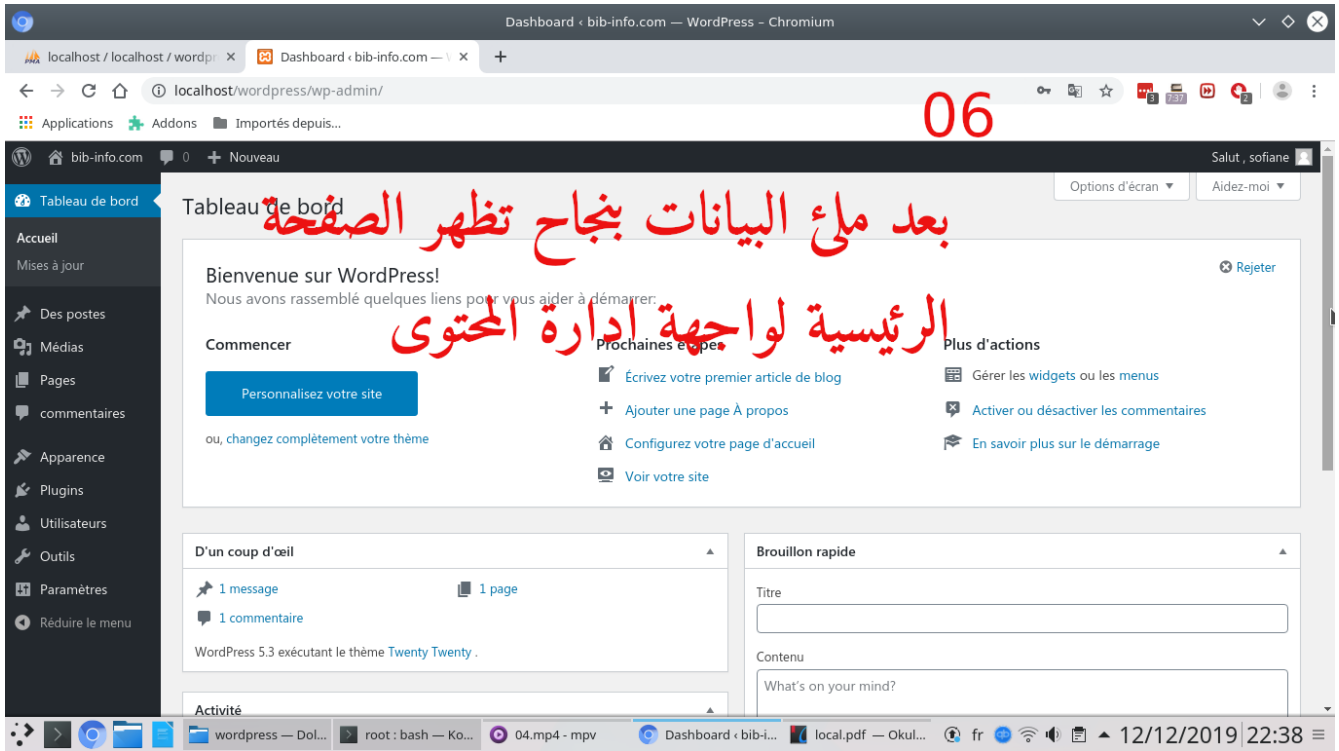 Dashboard ‹ bib-info.com — WordPress – Chromium
localhost / localhost / wordpr
Dashboard ‹ bib-info.com —
localhost/wordpress/wp-admin/
3
7:37
2
Applications
Addons
Importés depuis...
06
bib-info.com
0
Nouveau
Salut , sofiane
Tableau de bord
Accueil
Mises à jour
Des postes
Médias
Pages
commentaires
Apparence
Plugins
Utilisateurs
Outils
Paramètres
Réduire le menu
Options d'écran
Aidez-moi
Tableau de bord
بعد ملئ البيانات بنجاح تظهر الصفحة
الرئيسية لواجهة ادارة المحتوى
Bienvenue sur WordPress!
Rejeter
Nous avons rassemblé quelques liens pour vous aider à démarrer:
Commencer
Personnalisez votre site
ou, changez complètement votre thème
Prochaines étapes
Écrivez votre premier article de blog
Ajouter une page À propos
Configurez votre page d'accueil
Voir votre site
Plus d'actions
Gérer les widgets ou les menus
Activer ou désactiver les commentaires
En savoir plus sur le démarrage
D'un coup d'œil
1 message
1 page
1 commentaire
WordPress 5.3 exécutant le thème Twenty Twenty .
Activité
Brouillon rapide
Titre
Contenu
What's on your mind?
wordpress — Dol...
root : bash — Ko...
04.mp4 - mpv
Dashboard ‹ bib-i...
local.pdf — Okul...
fr
12/12/2019 22:38